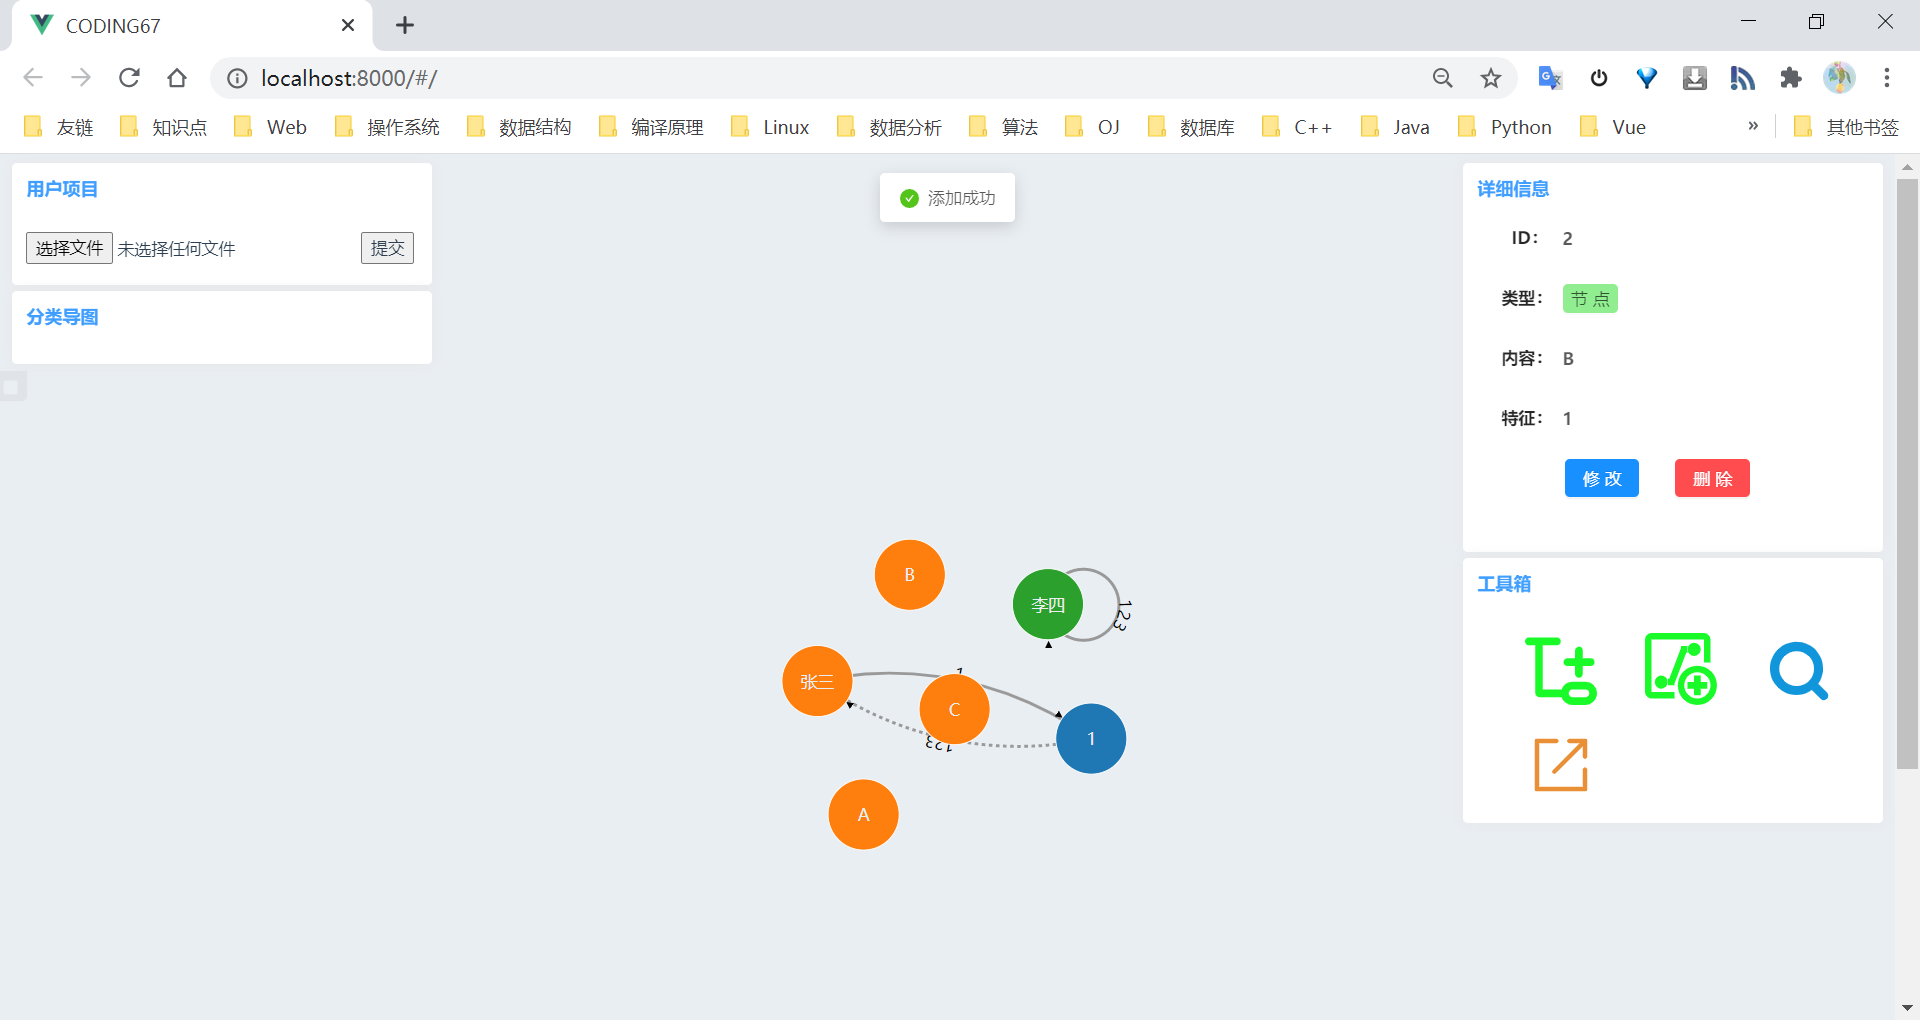 CODING67
localhost:8000/#/
友链 知识点 Web 操作系统 数据结构 编译原理 Linux 数据分析 算法 OJ 数据库 C++ Java Python Vue » 其他书签
用户项目
选择文件 未选择任何文件 提交
分类导图
添加成功
B
李四
123
张三
1
C
123
1
A
详细信息
ID： 2
类型： 节 点
内容： B
特征： 1
修 改 删 除
工具箱